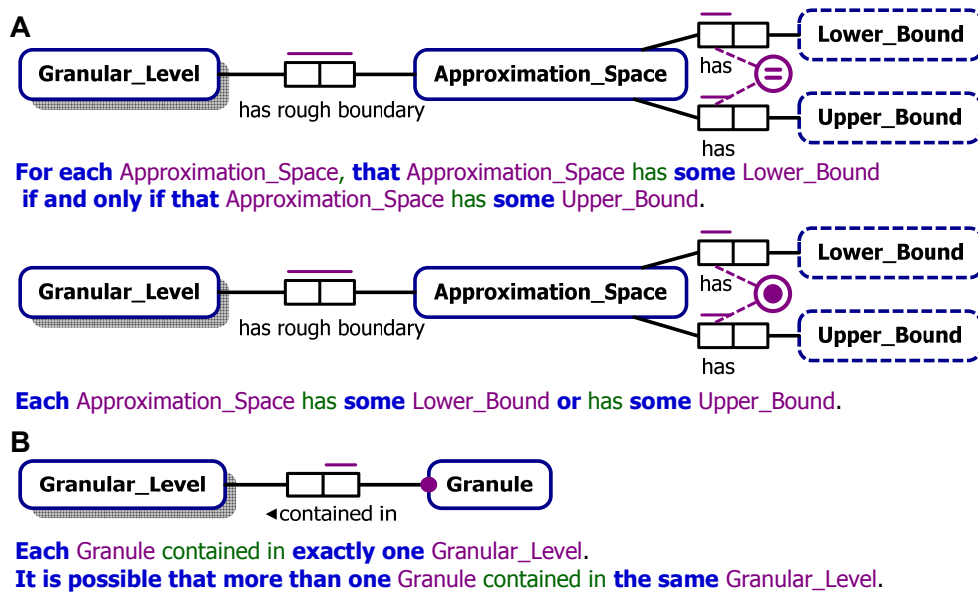 A
Granular_Level
has rough boundary
Approximation_Space
has
Lower_Bound
=
has
Upper_Bound
For each Approximation_Space, that Approximation_Space has some Lower_Bound
if and only if that Approximation_Space has some Upper_Bound.
Granular_Level
has rough boundary
Approximation_Space
has
Lower_Bound
has
Upper_Bound
Each Approximation_Space has some Lower_Bound or has some Upper_Bound.
B
Granular_Level
◄contained in
Granule
Each Granule contained in exactly one Granular_Level.
It is possible that more than one Granule contained in the same Granular_Level.